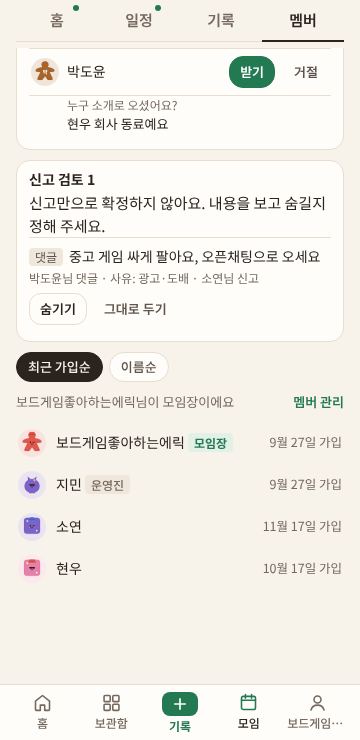 홈 일정 기록 멤버
박도윤 받기 거절
누구 소개로 오셨어요?
현우 회사 동료예요
신고 검토 1
신고만으로 확정하지 않아요. 내용을 보고 숨길지
정해 주세요.
댓글 중고 게임 싸게 팔아요, 오픈채팅으로 오세요
박도윤님 댓글 · 사유: 광고·도배 · 소연님 신고
숨기기 그대로 두기
최근 가입순 이름순
보드게임좋아하는에릭님이 모임장이에요 멤버 관리
보드게임좋아하는에릭 모임장 9월 27일 가입
지민 운영진 9월 27일 가입
소연 11월 17일 가입
현우 10월 17일 가입
홈 보관함 기록 모임 보드게임…